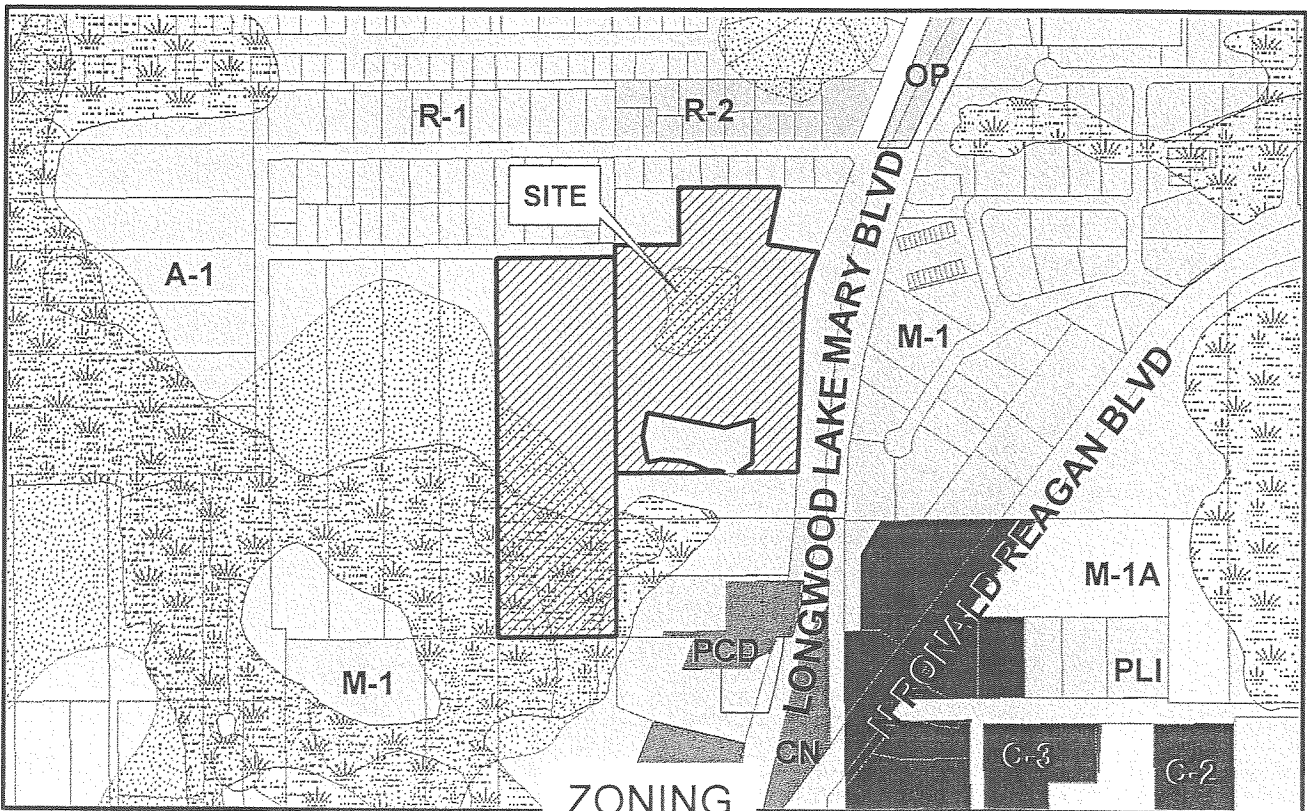 OP
R-1
R-2
SITE
A-1
LONGWOOD LAKE MARY BLVD
M-1
N RONALD REAGAN BLVD
M-1A
PCD
M-1
PLI
CN
C-3
C-2
ZONING